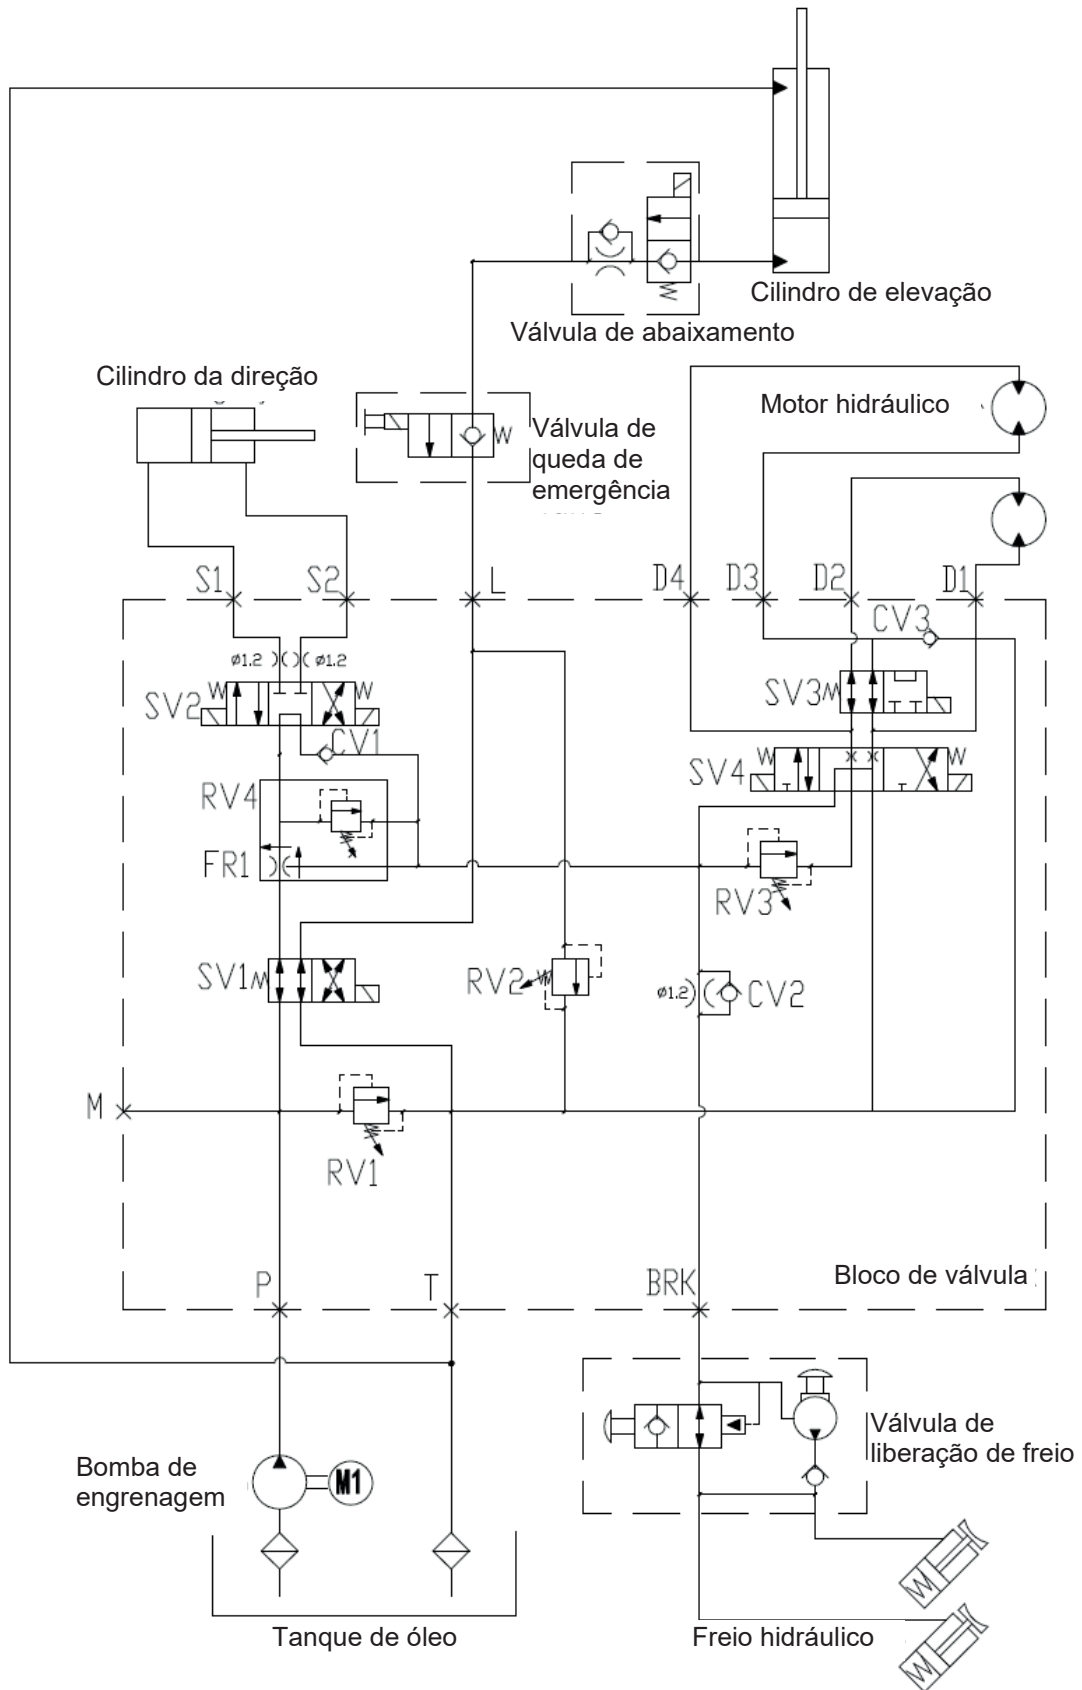 Cilindro de elevação
Válvula de abaixamento
Cilindro da direção
Motor hidráulico
Válvula de
queda de
emergência
S1
S2
L
D4
D3
D2
D1
CV3
ø1.2
ø1.2
SV2
SV3
CV1
SV4
RV4
FR1
RV3
SV1
RV2
ø1.2
CV2
M
RV1
P
T
BRK
Bloco de válvula
Válvula de
liberação de freio
Bomba de
engrenagem
M1
Tanque de óleo
Freio hidráulico